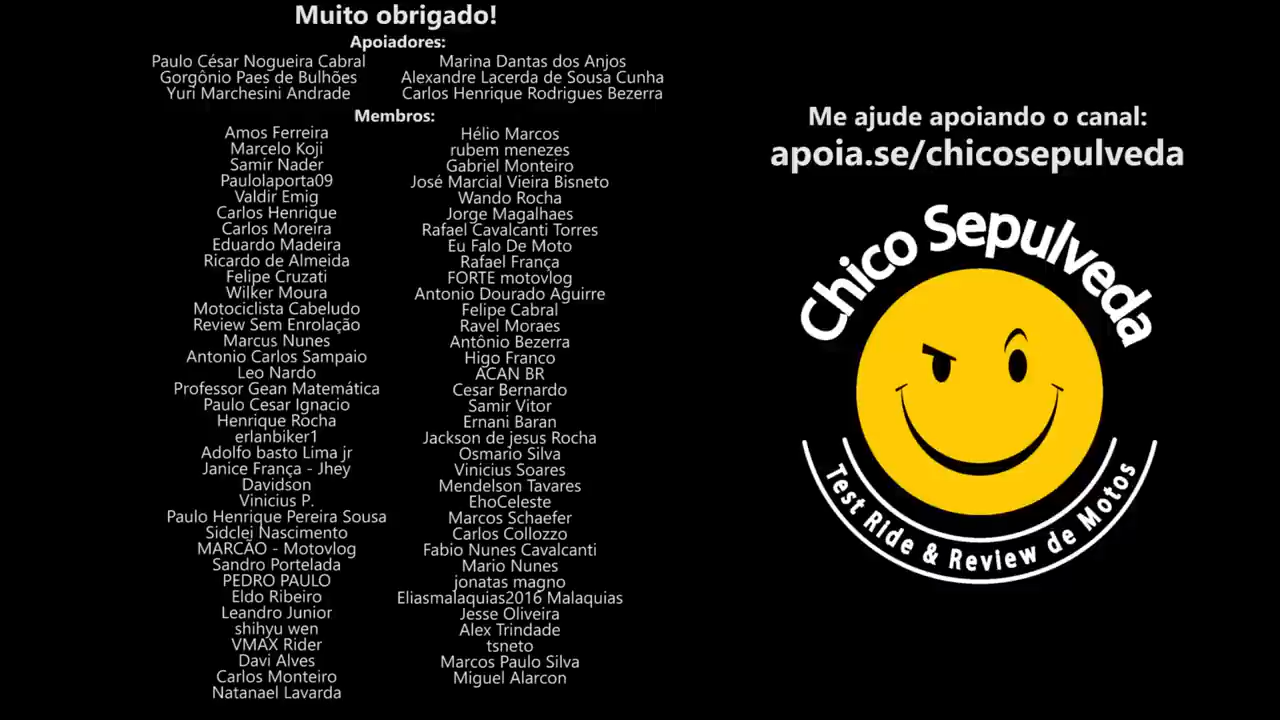 Muito obrigado!
Apoiadores:
Paulo César Nogueira Cabral
Gorgônio Paes de Bulhões
Yuri Marchesini Andrade
Marina Dantas dos Anjos
Alexandre Lacerda de Sousa Cunha
Carlos Henrique Rodrigues Bezerra
Membros:
Amos Ferreira
Marcelo Koji
Samir Nader
Paulolaporta09
Valdir Emig
Carlos Henrique
Carlos Moreira
Eduardo Madeira
Ricardo de Almeida
Felipe Cruzati
Wilker Moura
Motociclista Cabeludo
Review Sem Enrolação
Marcus Nunes
Antonio Carlos Sampaio
Leo Nardo
Professor Gean Matemática
Paulo Cesar Ignacio
Henrique Rocha
erlanbiker1
Adolfo basto Lima jr
Janice França - Jhey
Davidson
Vinicius P.
Paulo Henrique Pereira Sousa
Sidclei Nascimento
MARCÃO - Motovlog
Sandro Portelada
PEDRO PAULO
Eldo Ribeiro
Leandro Junior
shihyu wen
VMAX Rider
Davi Alves
Carlos Monteiro
Natanael Lavarda
Hélio Marcos
rubem menezes
Gabriel Monteiro
José Marcial Vieira Bisneto
Wando Rocha
Jorge Magalhaes
Rafael Cavalcanti Torres
Eu Falo De Moto
Rafael França
FORTE motovlog
Antonio Dourado Aguirre
Felipe Cabral
Ravel Moraes
Antônio Bezerra
Higo Franco
ACAN BR
Cesar Bernardo
Samir Vitor
Ernani Baran
Jackson de jesus Rocha
Osmario Silva
Vinicius Soares
Mendelson Tavares
EhoCeleste
Marcos Schaefer
Carlos Collozzo
Fabio Nunes Cavalcanti
Mario Nunes
jonatas magno
Eliasmalaquias2016 Malaquias
Jesse Oliveira
Alex Trindade
tsneto
Marcos Paulo Silva
Miguel Alarcon
Me ajude apoiando o canal:
apoia.se/chicosepulveda
Chico Sepulveda
Test Ride & Review de Motos